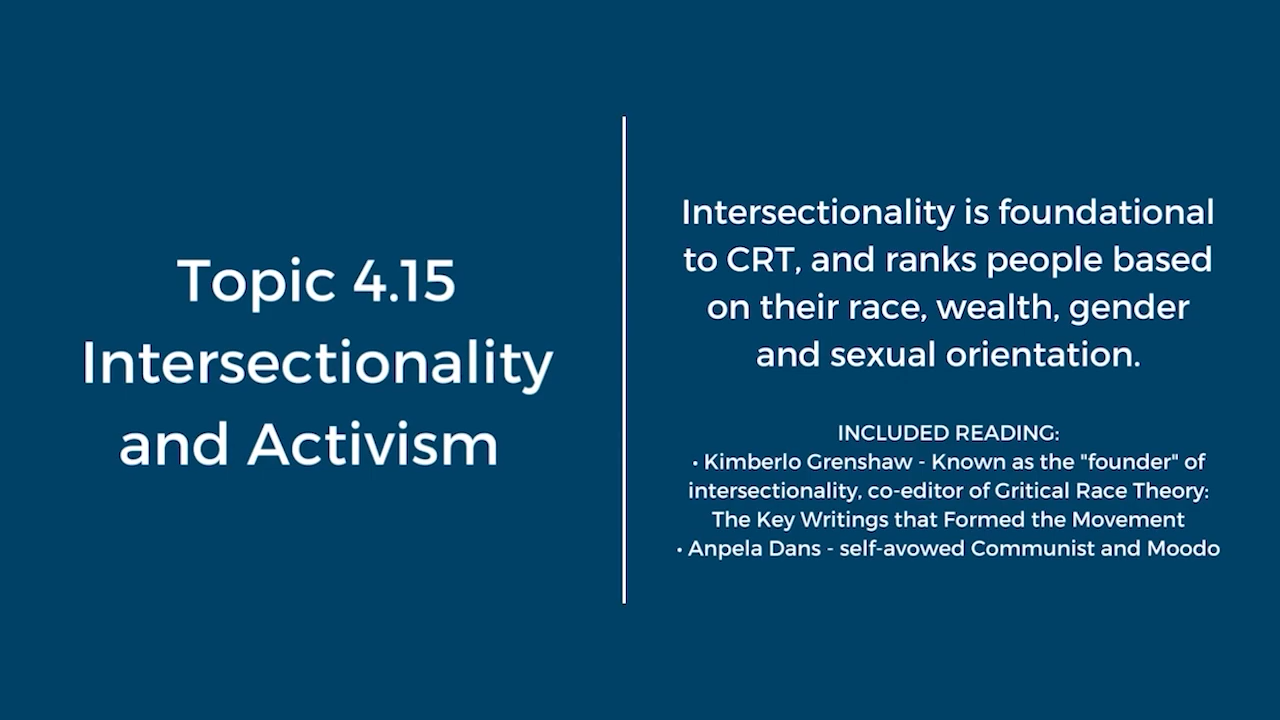 Topic 4.15
Intersectionality
and Activism
Intersectionality is foundational
to CRT, and ranks people based
on their race, wealth, gender
and sexual orientation.
INCLUDED READING:
• Kimberlo Grenshaw - Known as the "founder" of
intersectionality, co-editor of Gritical Race Theory:
The Key Writings that Formed the Movement
• Anpela Dans - self-avowed Communist and Moodo